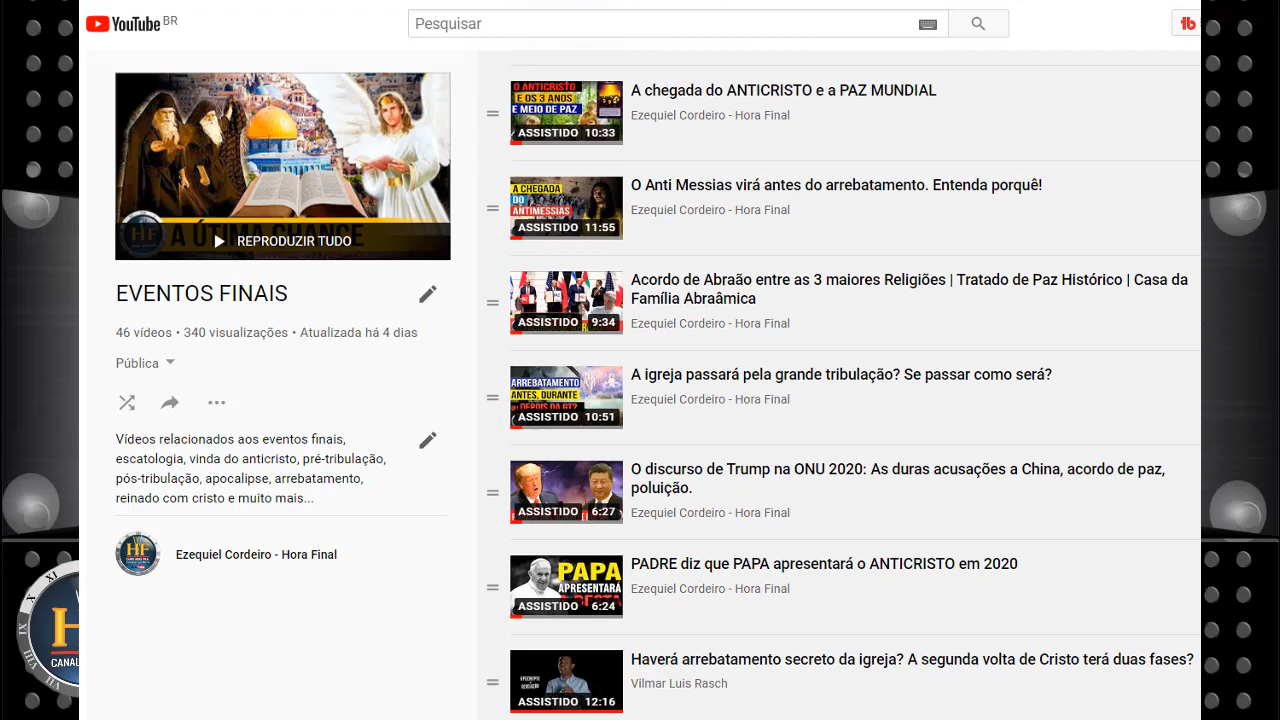 YouTube BR
Pesquisar
HF
A ÚTIMA CHANCE
REPRODUZIR TUDO
EVENTOS FINAIS
46 vídeos • 340 visualizações • Atualizada há 4 dias
Pública
Vídeos relacionados aos eventos finais,
escatologia, vinda do anticristo, pré-tribulação,
pós-tribulação, apocalipse, arrebatamento,
reinado com cristo e muito mais...
HF
Ezequiel Cordeiro - Hora Final
CANAL
O ANTICRISTO
E OS 3 ANOS
E MEIO DE PAZ
ASSISTIDO 10:33
A chegada do ANTICRISTO e a PAZ MUNDIAL
Ezequiel Cordeiro - Hora Final
A CHEGADA
DO
ANTIMESSIAS
ASSISTIDO 11:55
O Anti Messias virá antes do arrebatamento. Entenda porquê!
Ezequiel Cordeiro - Hora Final
ASSISTIDO 9:34
Acordo de Abraão entre as 3 maiores Religiões | Tratado de Paz Histórico | Casa da
Família Abraâmica
Ezequiel Cordeiro - Hora Final
ARREBATAMENTO
ANTES, DURANTE
DEPOIS DA GT?
ASSISTIDO 10:51
A igreja passará pela grande tribulação? Se passar como será?
Ezequiel Cordeiro - Hora Final
ASSISTIDO 6:27
O discurso de Trump na ONU 2020: As duras acusações a China, acordo de paz,
poluição.
Ezequiel Cordeiro - Hora Final
PAPA
APRESENTARÁ
ASSISTIDO 6:24
PADRE diz que PAPA apresentará o ANTICRISTO em 2020
Ezequiel Cordeiro - Hora Final
ASSISTIDO 12:16
Haverá arrebatamento secreto da igreja? A segunda volta de Cristo terá duas fases?
Vilmar Luis Rasch